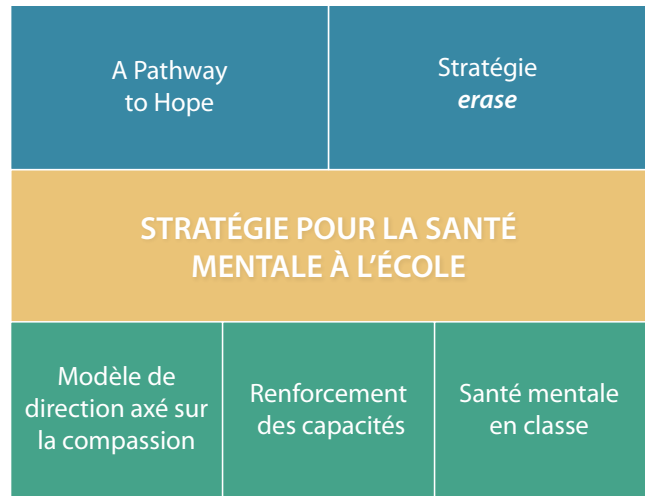 A Pathway
to Hope
Stratégie
erase
STRATÉGIE POUR LA SANTÉ
MENTALE À L’ÉCOLE
Modèle de
direction axé sur
la compassion
Renforcement
des capacités
Santé mentale
en classe